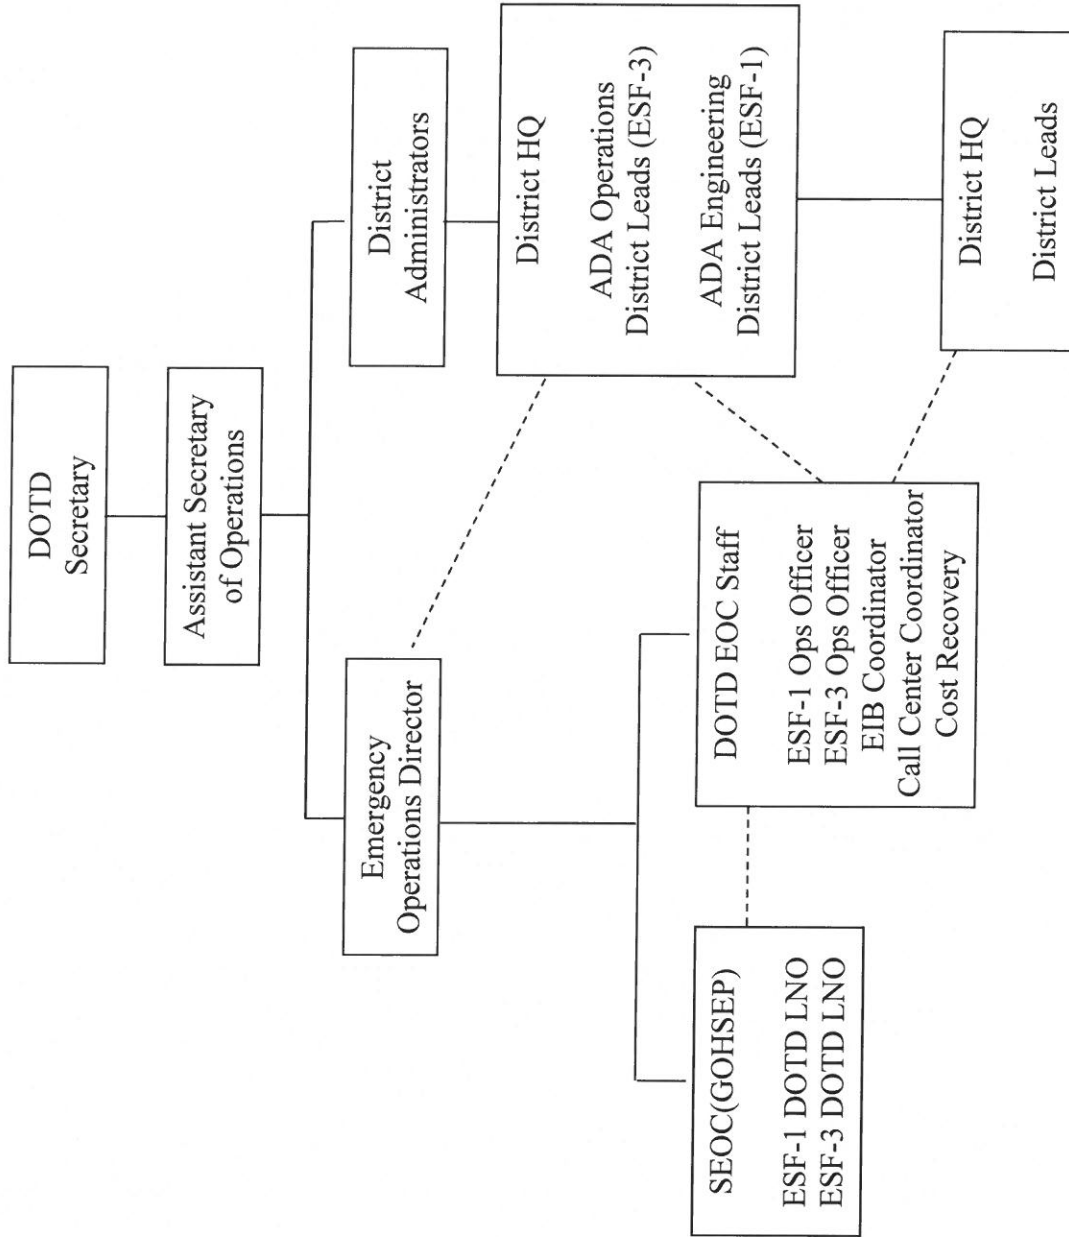 DOTD
Secretary
Assistant Secretary
of Operations
Emergency
Operations Director
District
Administrators
District HQ
ADA Operations
District Leads (ESF-3)
ADA Engineering
District Leads (ESF-1)
SEOC(GOHSEP)
ESF-1 DOTD LNO
ESF-3 DOTD LNO
DOTD EOC Staff
ESF-1 Ops Officer
ESF-3 Ops Officer
EIB Coordinator
Call Center Coordinator
Cost Recovery
District HQ
District Leads